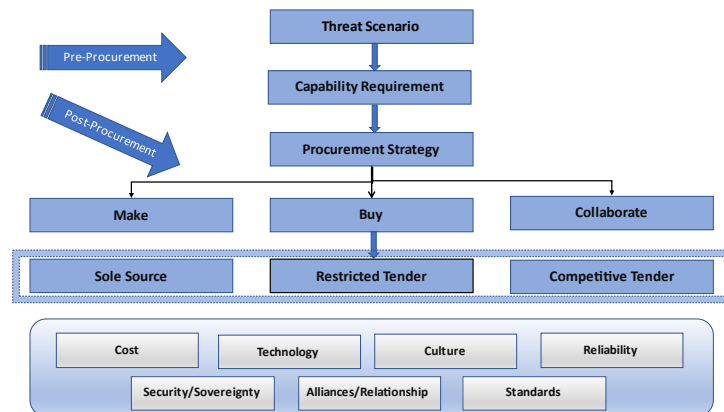 Threat Scenario
Pre-Procurement
Capability Requirement
Post-Procurement
Procurement Strategy
Make
Buy
Collaborate
Sole Source
Restricted Tender
Competitive Tender
Cost
Technology
Culture
Reliability
Security/Sovereignty
Alliances/Relationship
Standards